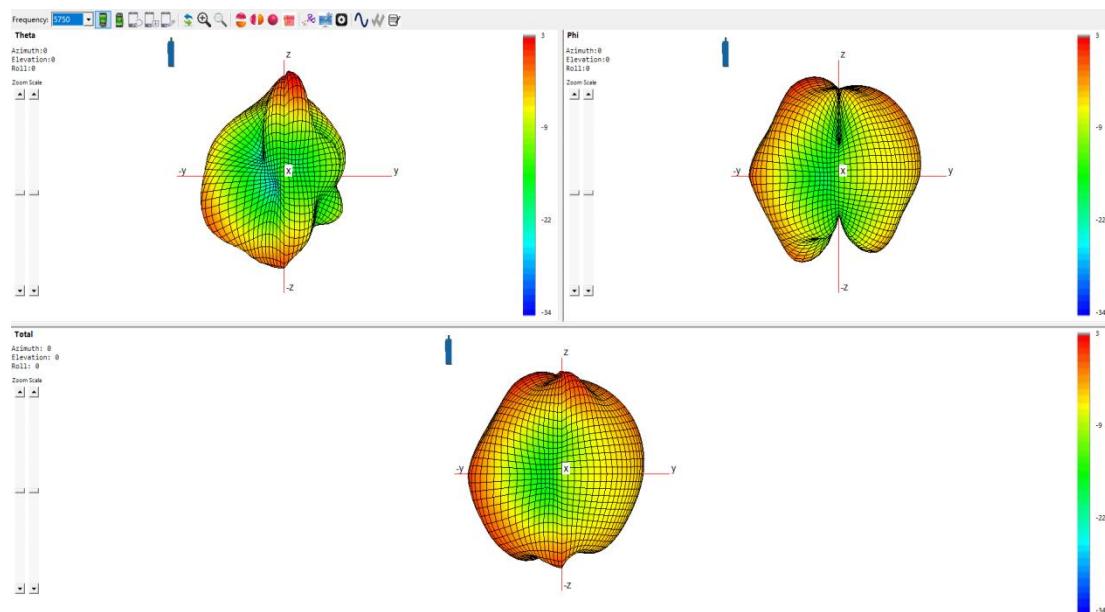 Frequency: 5750
Theta
Azimuth:0
Elevation:0
Roll:0
Zoom Scale
z
-y
X
y
-z
3
-9
-22
-34
Phi
Azimuth:0
Elevation:0
Roll:0
Zoom Scale
z
-y
X
y
-z
3
-9
-22
-34
Total
Azimuth: 0
Elevation: 0
Roll: 0
Zoom Scale
z
-y
X
y
-z
3
-9
-22
-34